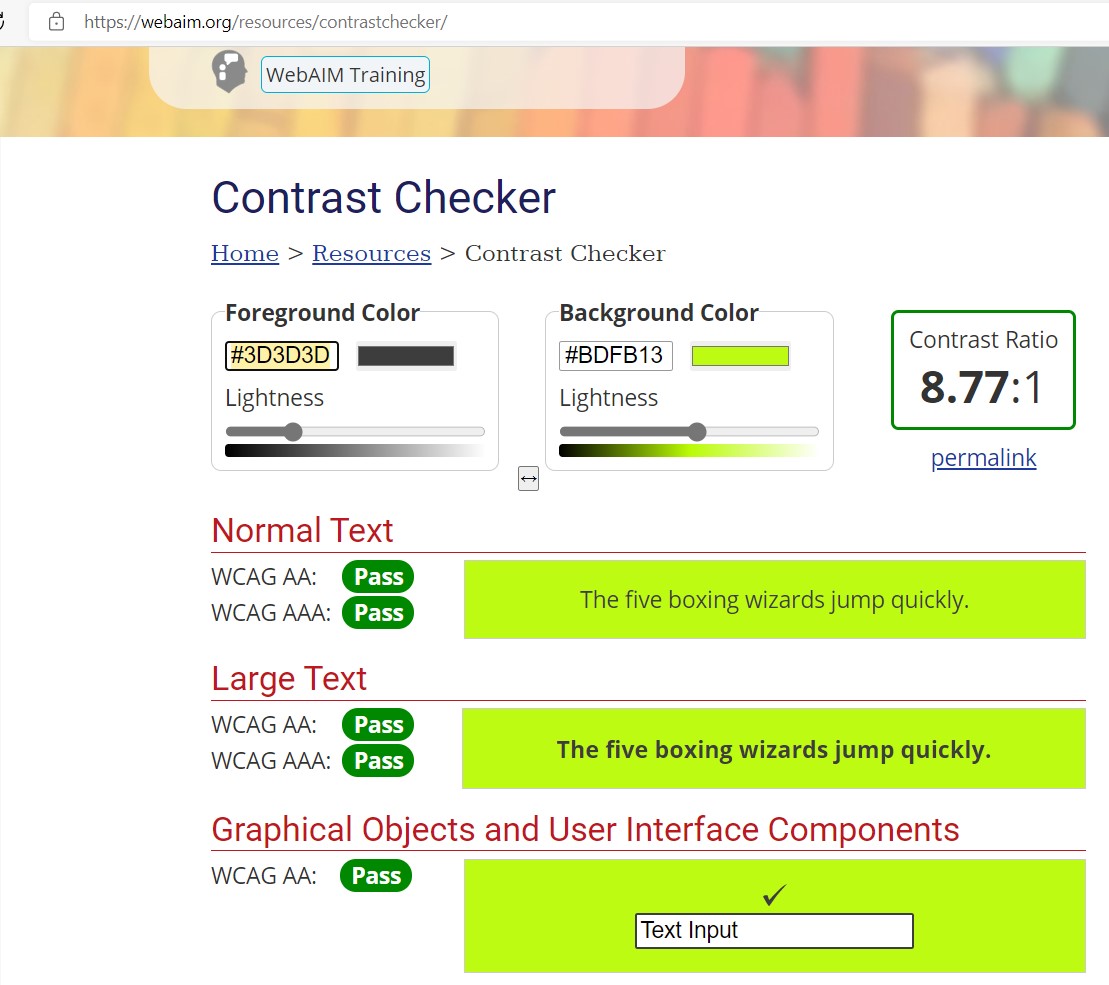 https://webaim.org/resources/contrastchecker/
WebAIM Training
Contrast Checker
Home > Resources > Contrast Checker
Foreground Color
#3D3D3D
Lightness
Background Color
#BDFB13
Lightness
Contrast Ratio
8.77:1
permalink
↔
Normal Text
WCAG AA: Pass
WCAG AAA: Pass
The five boxing wizards jump quickly.
Large Text
WCAG AA: Pass
WCAG AAA: Pass
The five boxing wizards jump quickly.
Graphical Objects and User Interface Components
WCAG AA: Pass
✓
Text Input